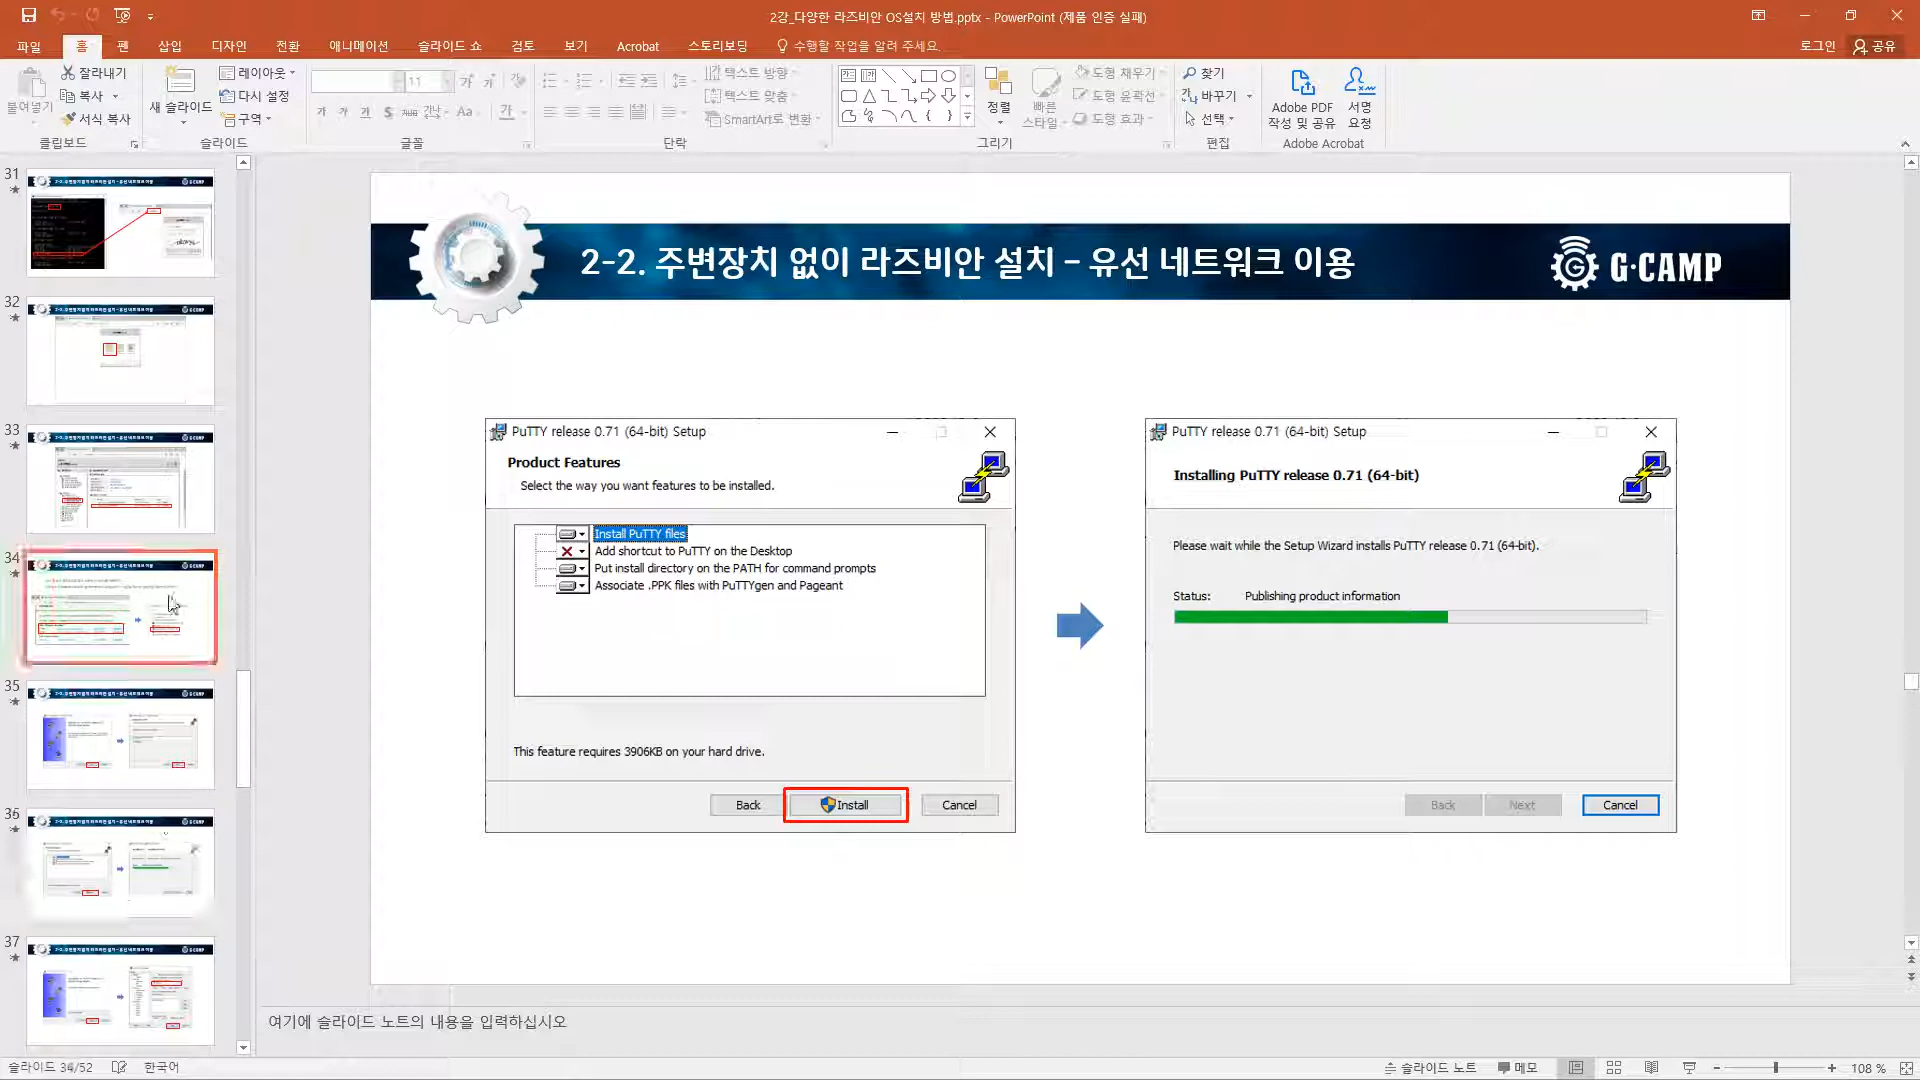 2강_다양한 라즈비안 OS설치 방법.pptx - PowerPoint (제품 인증 실패)
파일 홈 펜 삽입 디자인 전환 애니메이션 슬라이드 쇼 검토 보기 Acrobat 스토리보딩 수행할 작업을 알려 주세요. 로그인 공유
붙여넣기 잘라내기 복사 서식 복사
클립보드
새 슬라이드 레이아웃 다시 설정 구역
슬라이드
11
가 가 가 S 간 Aa 가
글꼴
텍스트 방향
텍스트 맞춤
SmartArt로 변환
단락
정렬 빠른 스타일 도형 채우기 도형 윤곽선 도형 효과
그리기
찾기
바꾸기
선택
편집
Adobe PDF 작성 및 공유
서명 요청
Adobe Acrobat
31
32
33
34
35
36
37
2-2. 주변장치 없이 라즈비안 설치 – 유선 네트워크 이용
G·CAMP
PuTTY release 0.71 (64-bit) Setup
Product Features
Select the way you want features to be installed.
Install PuTTY files
Add shortcut to PuTTY on the Desktop
Put install directory on the PATH for command prompts
Associate .PPK files with PuTTYgen and Pageant
This feature requires 3906KB on your hard drive.
Back Install Cancel
PuTTY release 0.71 (64-bit) Setup
Installing PuTTY release 0.71 (64-bit)
Please wait while the Setup Wizard installs PuTTY release 0.71 (64-bit).
Status: Publishing product information
Back Next Cancel
여기에 슬라이드 노트의 내용을 입력하십시오
슬라이드 34/52 한국어 슬라이드 노트 메모 108 %